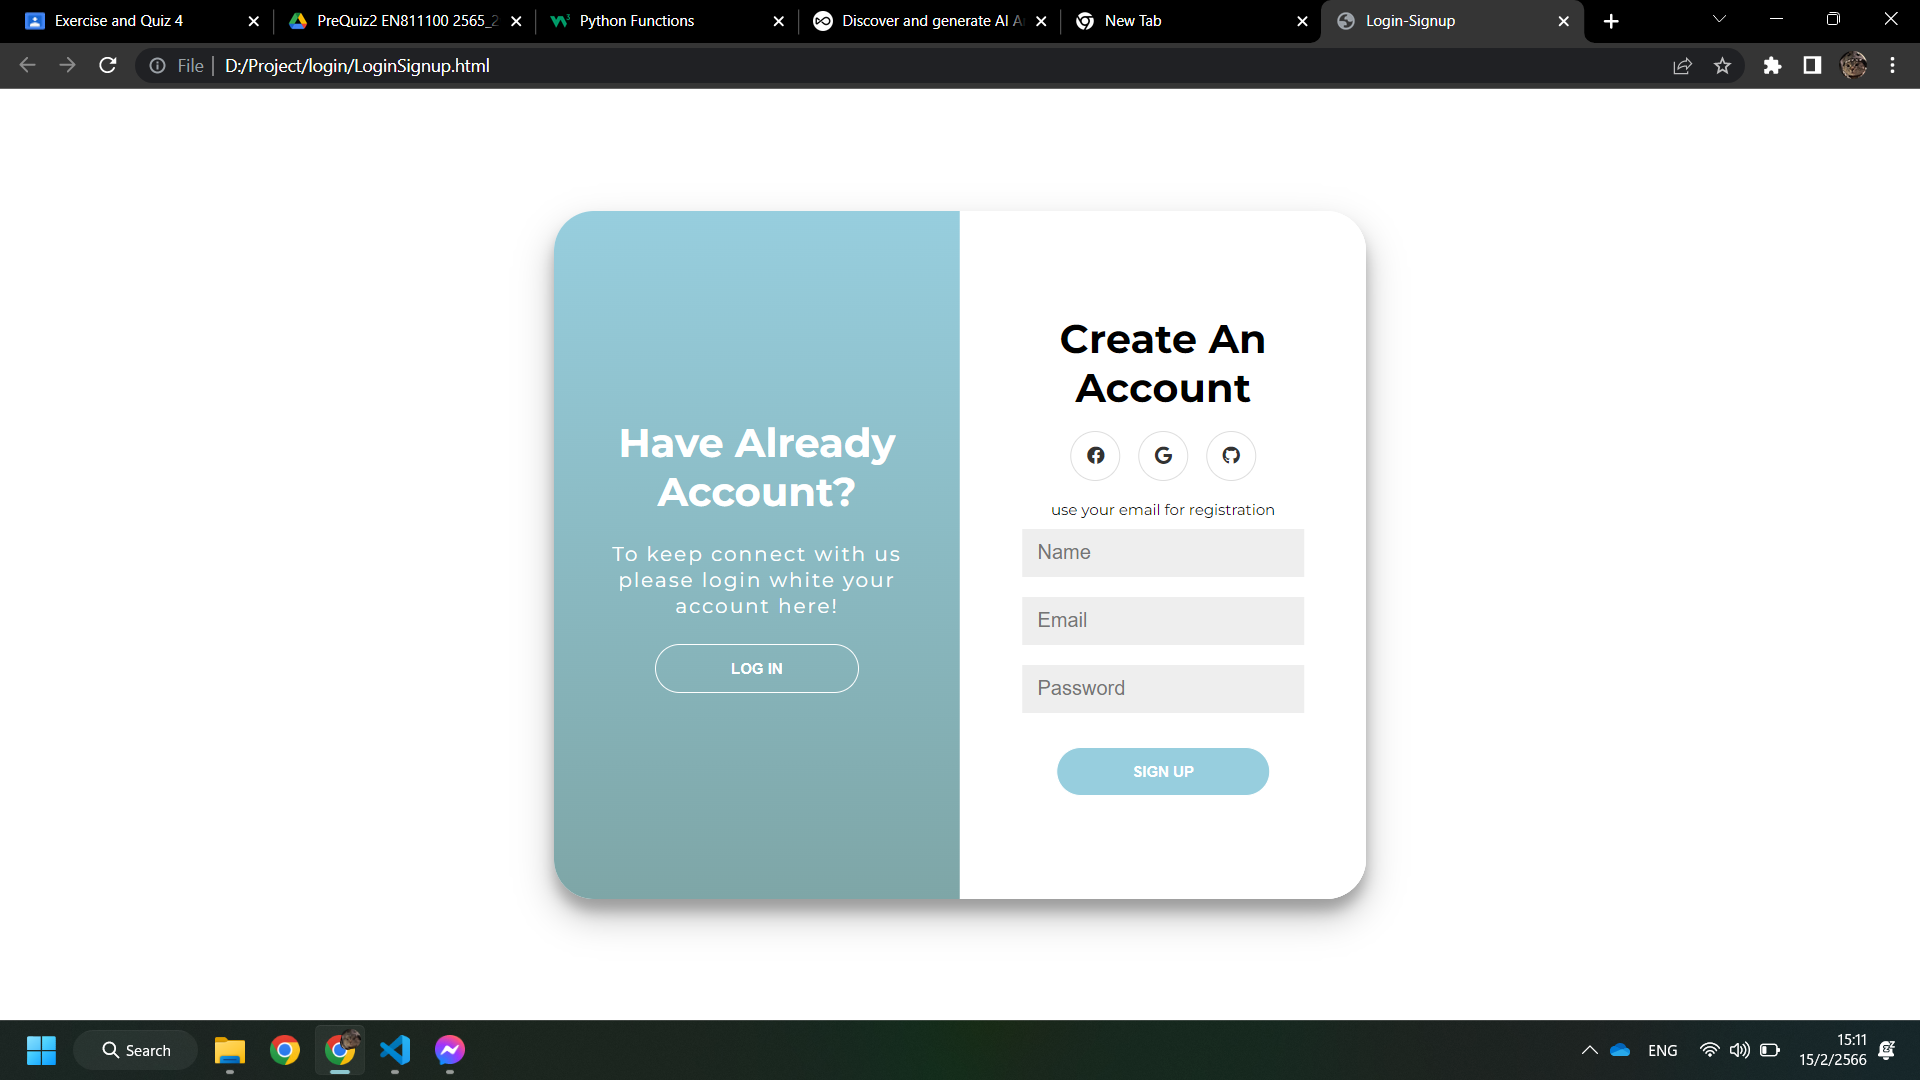 Exercise and Quiz 4
PreQuiz2 EN811100 2565_2
Python Functions
Discover and generate AI A
New Tab
Login-Signup
File
D:/Project/login/LoginSignup.html
Have Already
Account?
To keep connect with us
please login white your
account here!
LOG IN
Create An
Account
use your email for registration
Name
Email
Password
SIGN UP
Search
ENG
15:11
15/2/2566